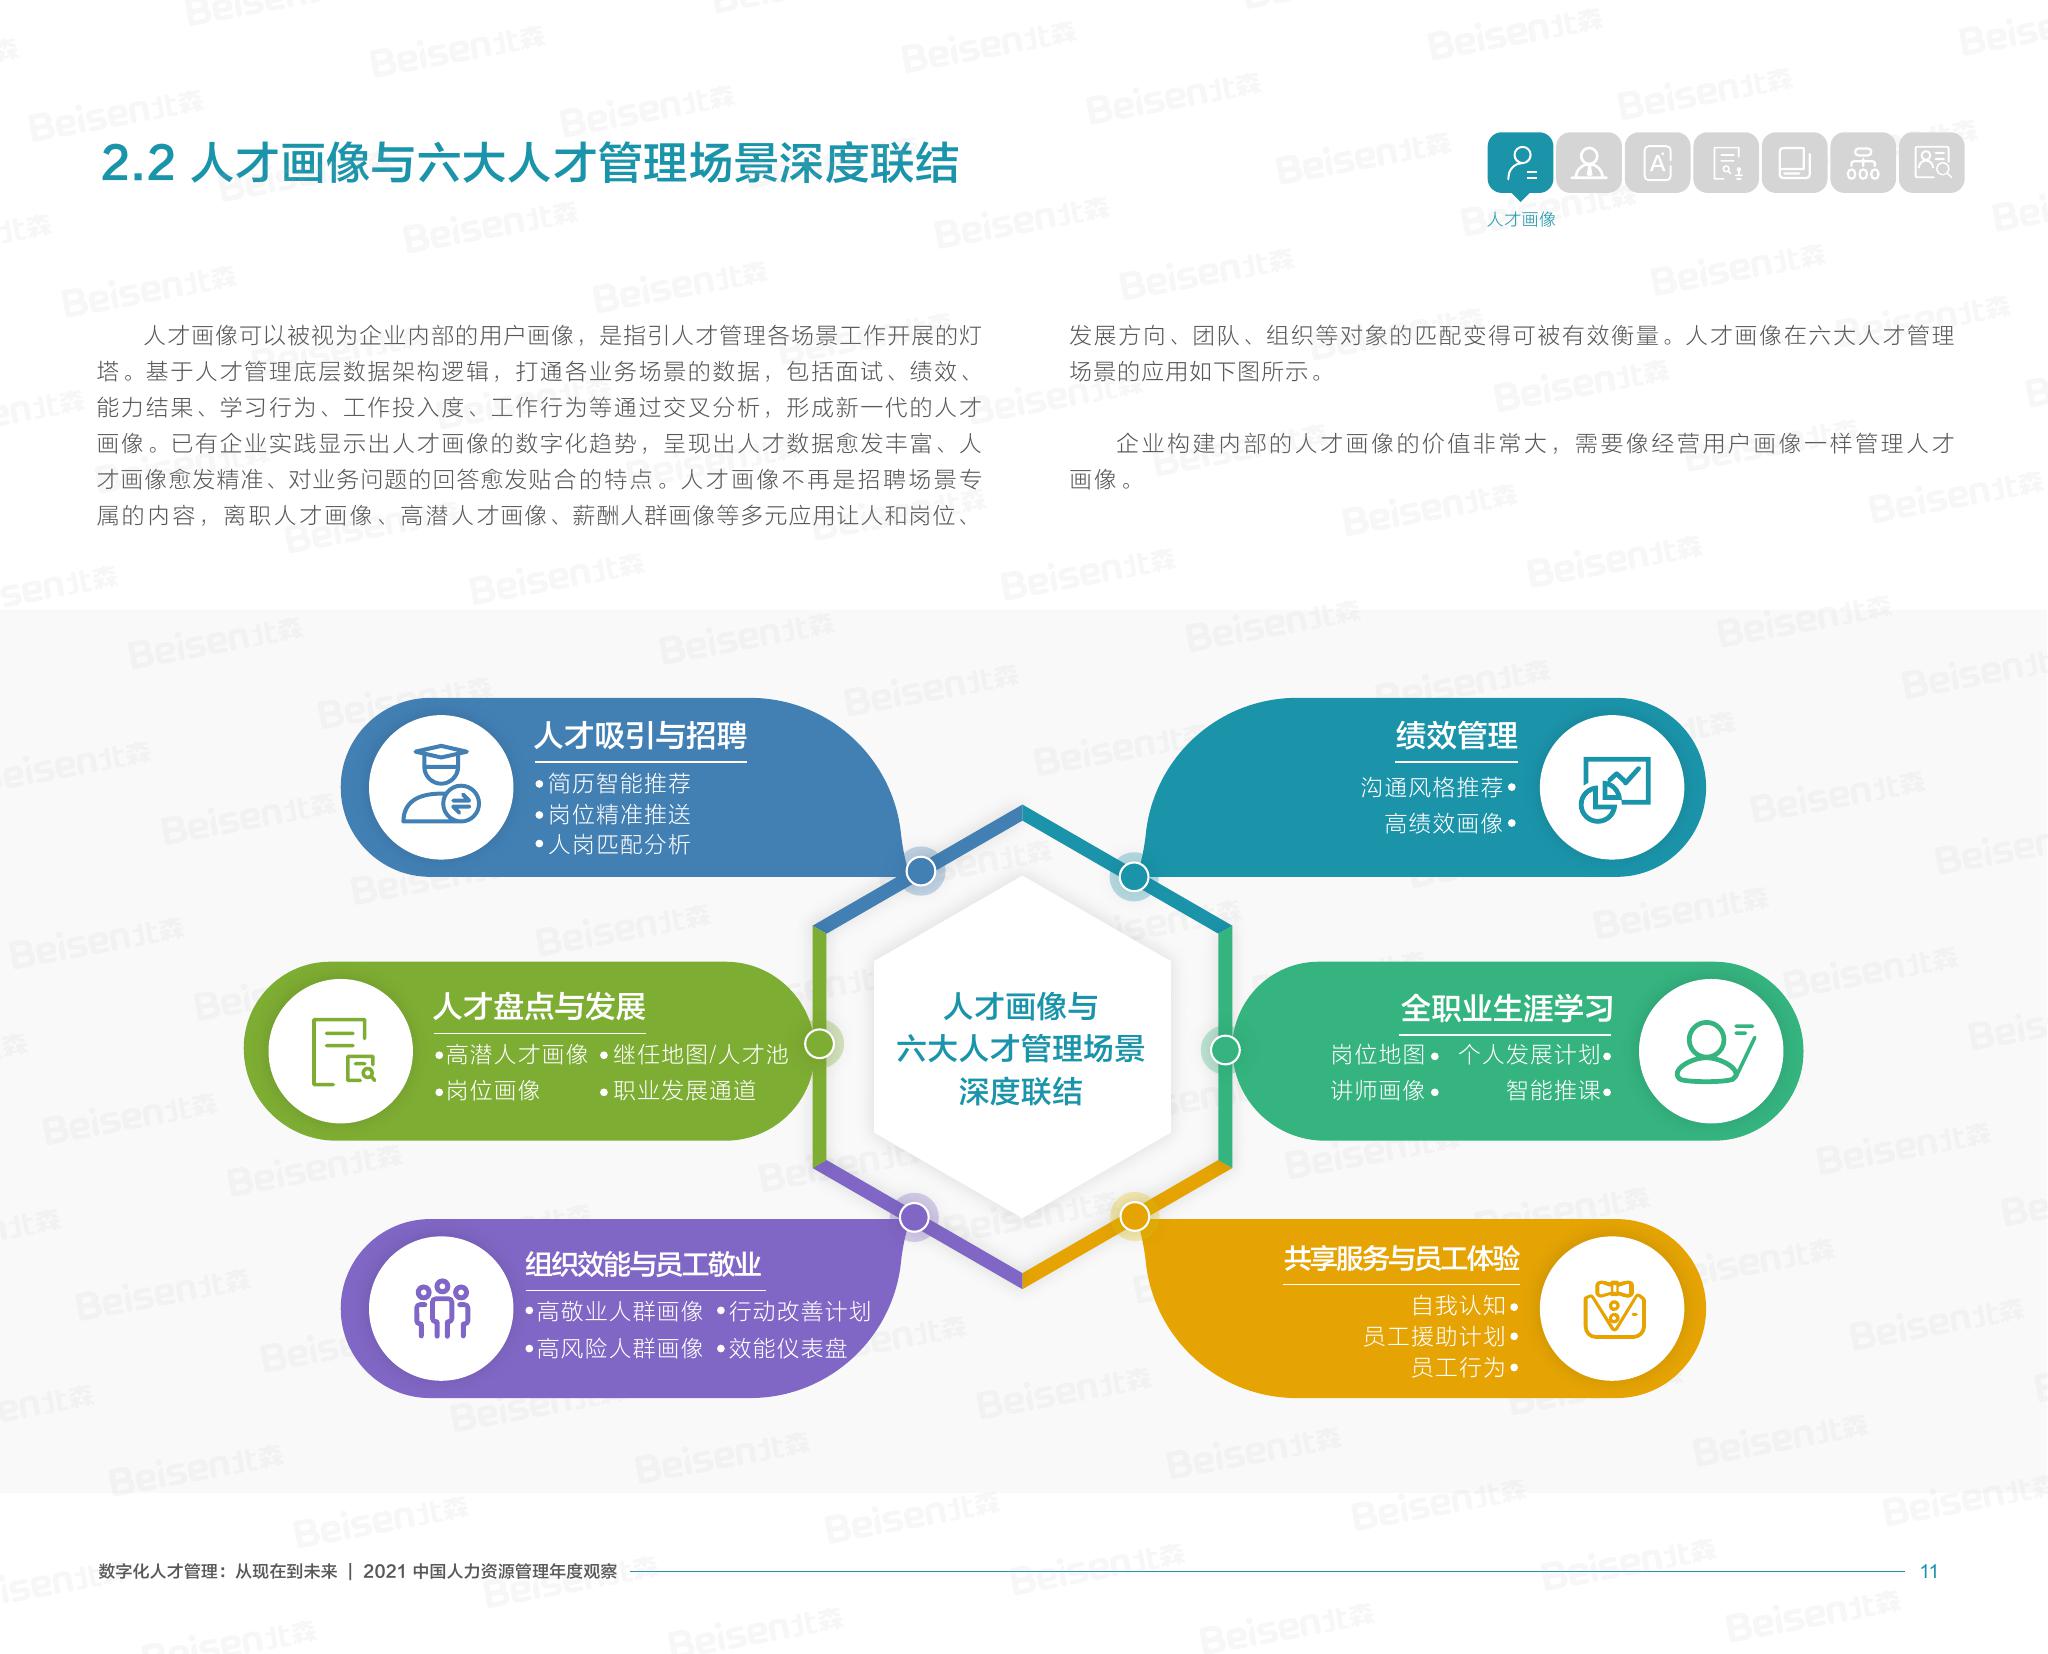 2.2 人才画像与六大人才管理场景深度联结
人才画像
人才画像可以被视为企业内部的用户画像，是指引人才管理各场景工作开展的灯
塔。基于人才管理底层数据架构逻辑，打通各业务场景的数据，包括面试、绩效、
能力结果、学习行为、工作投入度、工作行为等通过交叉分析，形成新一代的人才
画像。已有企业实践显示出人才画像的数字化趋势，呈现出人才数据愈发丰富、人
才画像愈发精准、对业务问题的回答愈发贴合的特点。人才画像不再是招聘场景专
属的内容，离职人才画像、高潜人才画像、薪酬人群画像等多元应用让人和岗位、
发展方向、团队、组织等对象的匹配变得可被有效衡量。人才画像在六大人才管理
场景的应用如下图所示。
企业构建内部的人才画像的价值非常大，需要像经营用户画像一样管理人才
画像。
人才吸引与招聘
•简历智能推荐
•岗位精准推送
•人岗匹配分析
绩效管理
沟通风格推荐•
高绩效画像•
人才盘点与发展
•高潜人才画像 •继任地图/人才池
•岗位画像 •职业发展通道
人才画像与
六大人才管理场景
深度联结
全职业生涯学习
岗位地图• 个人发展计划•
讲师画像• 智能推课•
组织效能与员工敬业
•高敬业人群画像 •行动改善计划
•高风险人群画像 •效能仪表盘
共享服务与员工体验
自我认知•
员工援助计划•
员工行为•
数字化人才管理：从现在到未来 | 2021 中国人力资源管理年度观察
11
Beisen北森